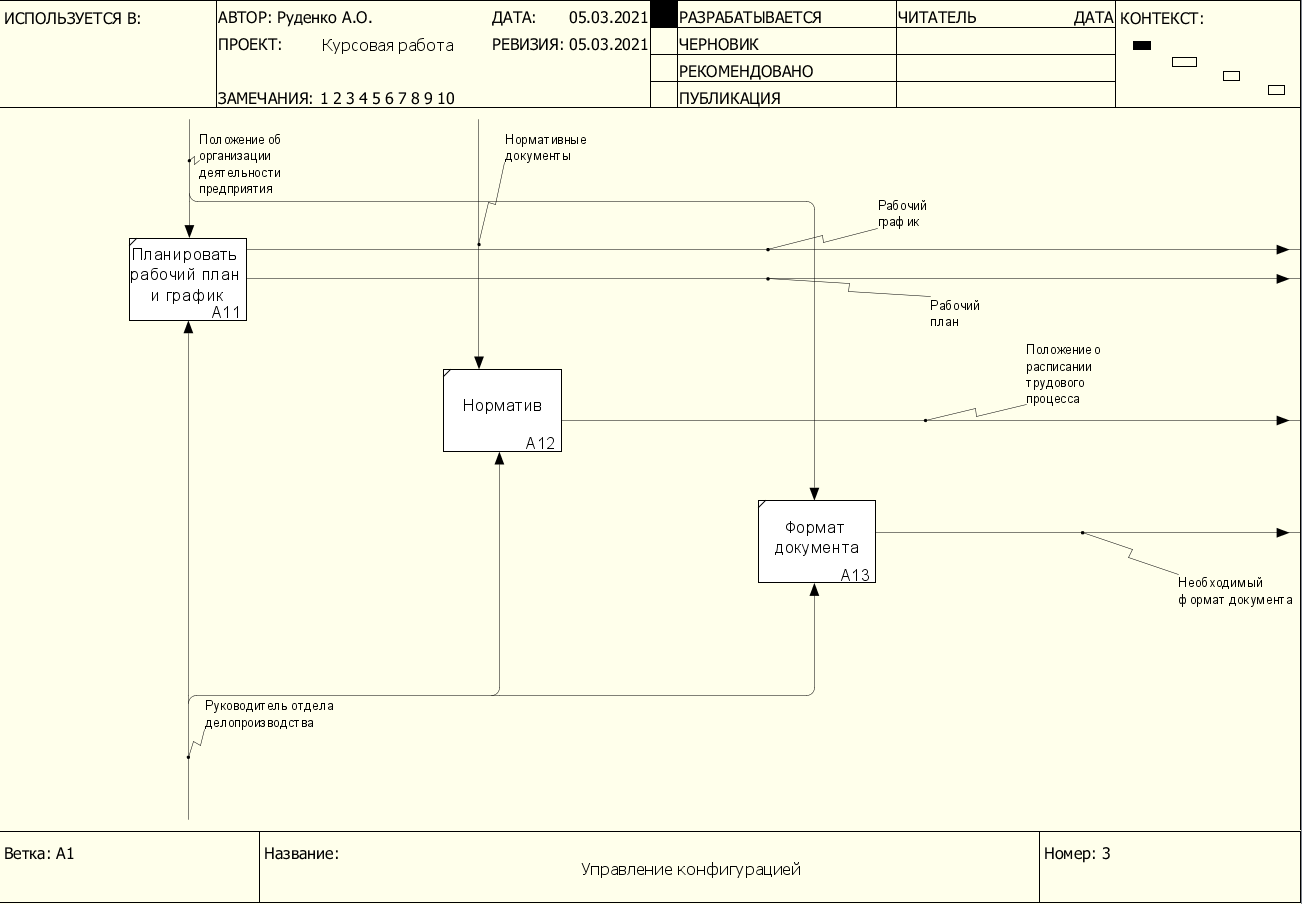 ИСПОЛЬЗУЕТСЯ В:
АВТОР: Руденко А.О.
ДАТА: 05.03.2021
ПРОЕКТ: Курсовая работа
РЕВИЗИЯ: 05.03.2021
ЗАМЕЧАНИЯ: 1 2 3 4 5 6 7 8 9 10
РАЗРАБАТЫВАЕТСЯ
ЧЕРНОВИК
РЕКОМЕНДОВАНО
ПУБЛИКАЦИЯ
ЧИТАТЕЛЬ
ДАТА
КОНТЕКСТ:
Положение об
организации
деятельности
предприятия
Нормативные
документы
Рабочий
график
Планировать
рабочий план
и график
A11
Рабочий
план
Положение о
расписании
трудового
процесса
Норматив
A12
Формат
документа
A13
Необходимый
формат документа
Руководитель отдела
делопроизводства
Ветка: A1
Название:
Управление конфигурацией
Номер: 3